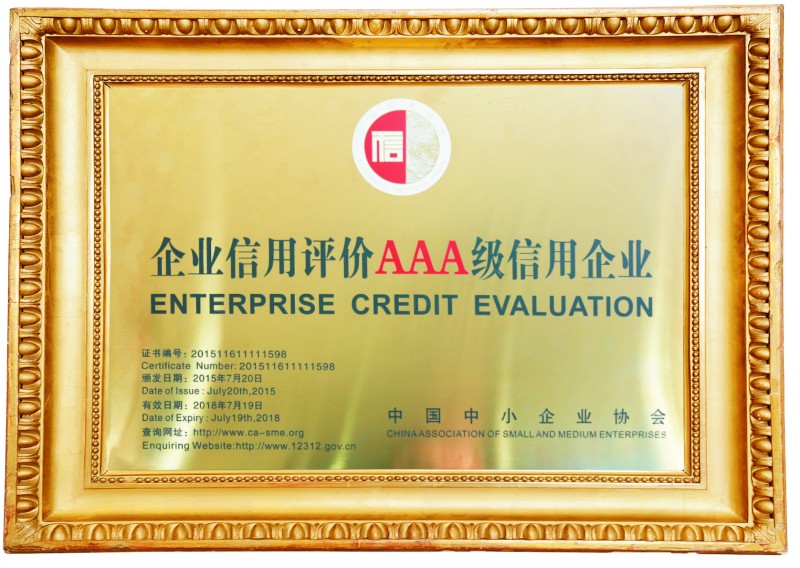 信
企业信用评价AAA级信用企业
ENTERPRISE CREDIT EVALUATION
证书编号：201511611111598
Certificate Number:201511611111598
颁发日期：2015年7月20日
Date of Issue : July20th,2015
有效日期：2018年7月19日
Date of Expiry : July19th,2018
查询网址：http://www.ca-sme.org
Enquiring Website:http://www.12312.gov.cn
中国中小企业协会
CHINA ASSOCIATION OF SMALL AND MEDIUM ENTERPRISES